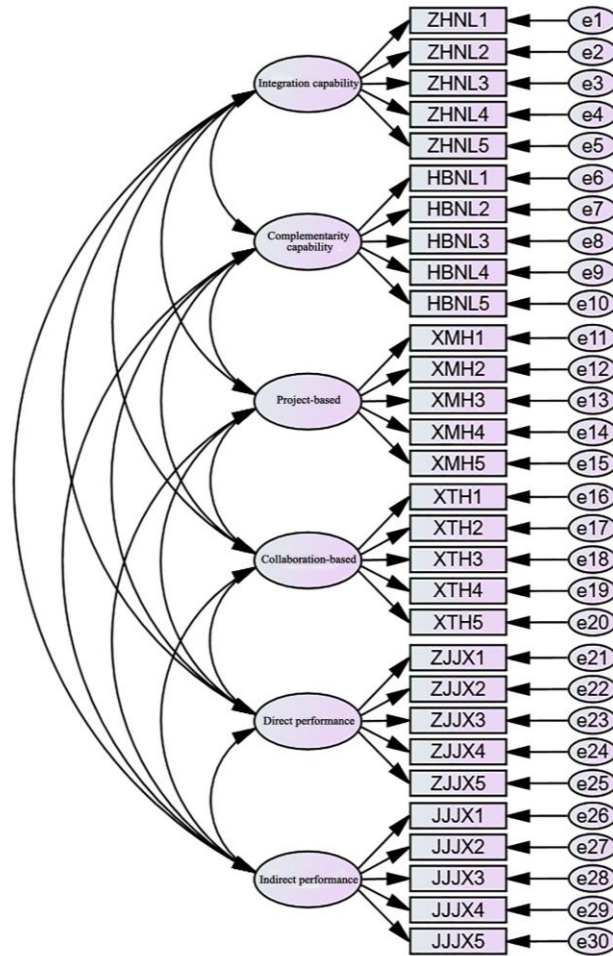 ZHNL1 e1
ZHNL2 e2
Integration capability ZHNL3 e3
ZHNL4 e4
ZHNL5 e5
HBNL1 e6
HBNL2 e7
Complementarity
capability
HBNL3 e8
HBNL4 e9
HBNL5 e10
XMH1 e11
XMH2 e12
Project-based XMH3 e13
XMH4 e14
XMH5 e15
XTH1 e16
XTH2 e17
Collaboration-based XTH3 e18
XTH4 e19
XTH5 e20
ZJJX1 e21
ZJJX2 e22
Direct performance ZJJX3 e23
ZJJX4 e24
ZJJX5 e25
JJJX1 e26
JJJX2 e27
Indirect performance JJJX3 e28
JJJX4 e29
JJJX5 e30